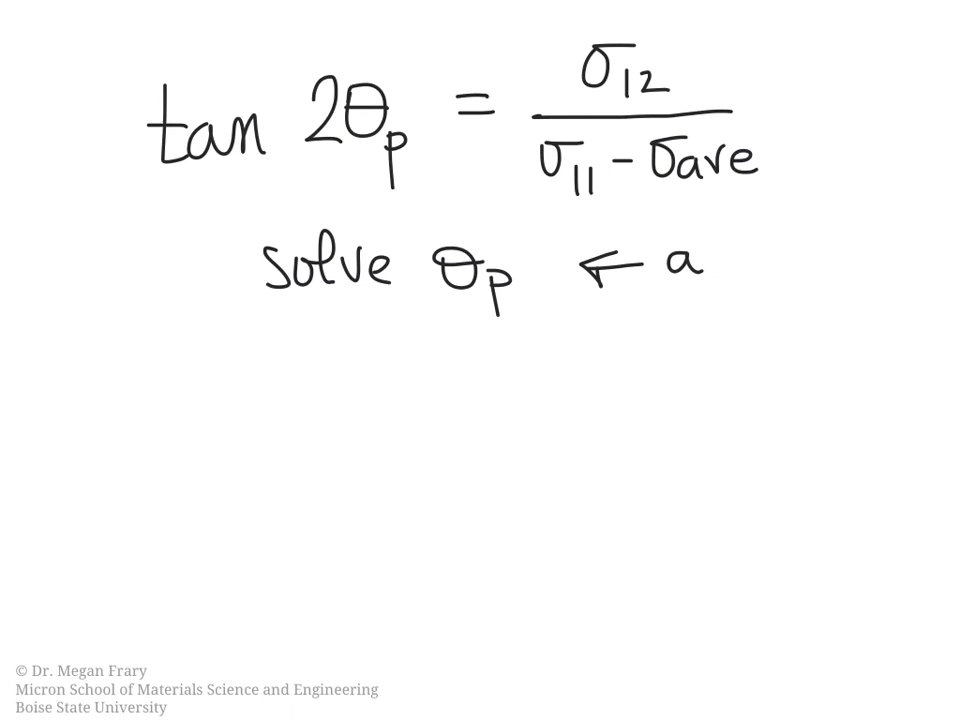 tan 2θp = σ12 / (σ11 - σave)
solve θp ← a
© Dr. Megan Frary
Micron School of Materials Science and Engineering
Boise State University